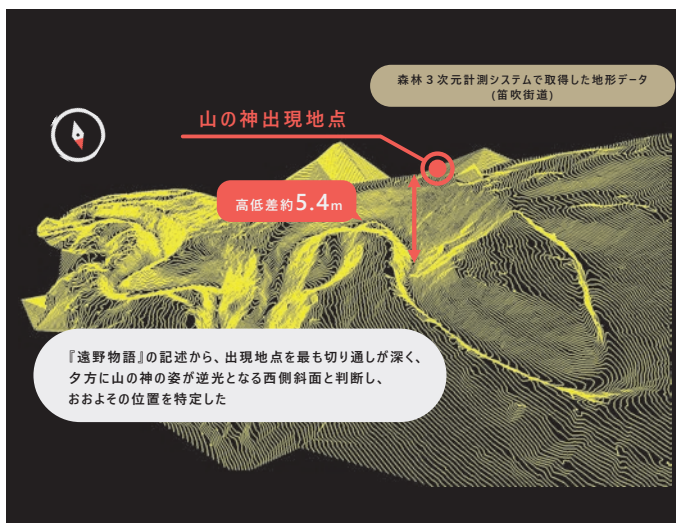 森林3次元計測システムで取得した地形データ
(笛吹街道)
山の神出現地点
高低差約5.4m
『遠野物語』の記述から、出現地点を最も切り通しが深く、
夕方に山の神の姿が逆光となる西側斜面と判断し、
おおよその位置を特定した